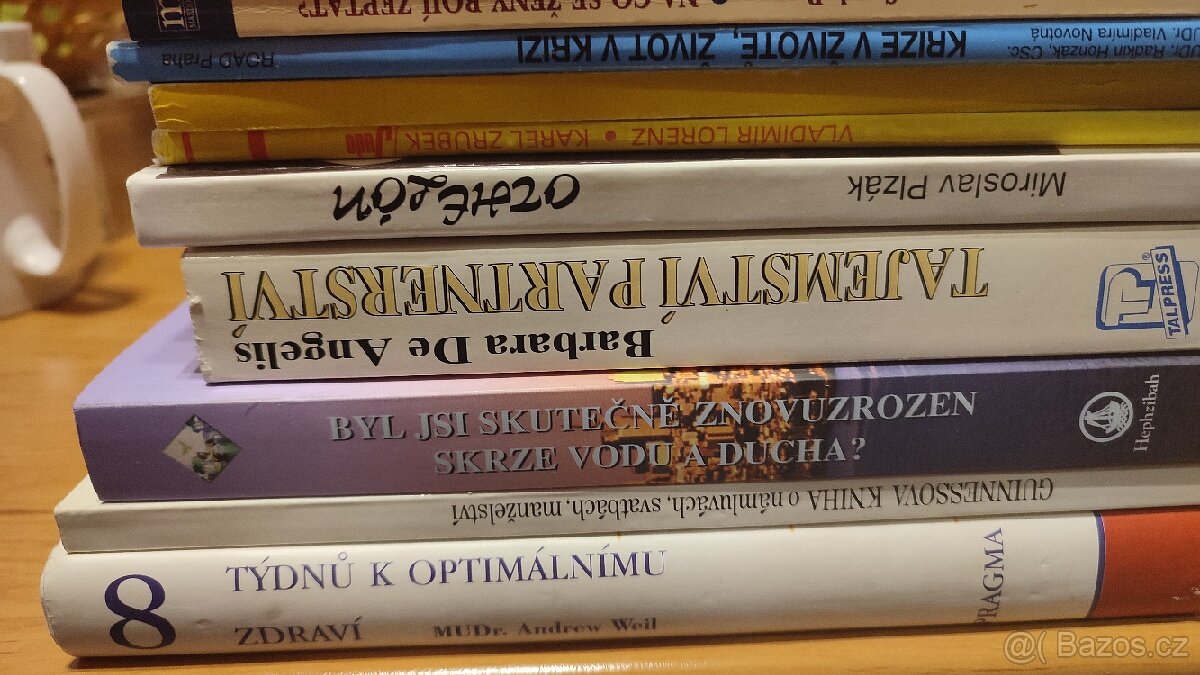 NA CO SE ŽENY BOJÍ ZEPTAT?
MUDr. Radkin Honzák, CSc.
JUDr. Vladimíra Novotná
KRIZE V ŽIVOTĚ, ŽIVOT V KRIZI
ROAD Praha
VLADIMÍR LORENZ • KAREL ZRUBEK
Miroslav Plzák
OTHÉLÓN
TALPRESS
TAJEMSTVÍ PARTNERSTVÍ
Barbara De Angelis
BYL JSI SKUTEČNĚ ZNOVUZROZEN
SKRZE VODU A DUCHA?
Hephzibah
GUINNESSOVA KNIHA o námluvách, svatbách, manželství
8 TÝDNŮ K OPTIMÁLNÍMU
ZDRAVÍ MUDr. Andrew Weil
PRAGMA
@ Bazos.cz